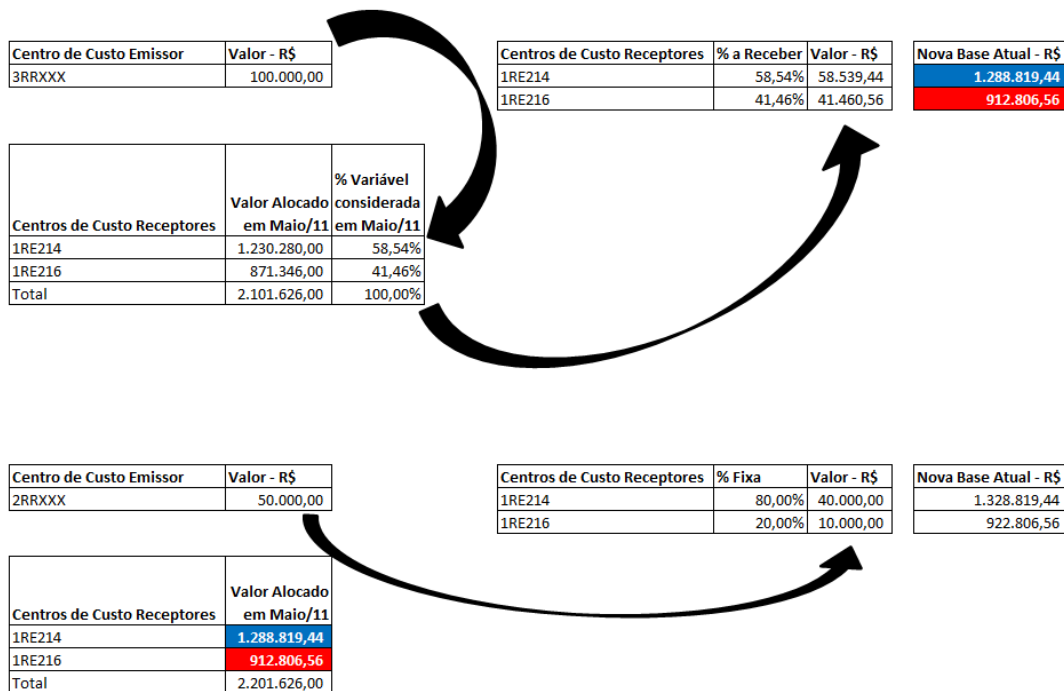 Centro de Custo Emissor Valor - R$
3RRXXX 100.000,00
Centros de Custo Receptores % a Receber Valor - R$
1RE214 58,54% 58.539,44
1RE216 41,46% 41.460,56
Nova Base Atual - R$
1.288.819,44
912.806,56
Centros de Custo Receptores Valor Alocado em Maio/11 % Variável considerada em Maio/11
1RE214 1.230.280,00 58,54%
1RE216 871.346,00 41,46%
Total 2.101.626,00 100,00%
Centro de Custo Emissor Valor - R$
2RRXXX 50.000,00
Centros de Custo Receptores % Fixa Valor - R$
1RE214 80,00% 40.000,00
1RE216 20,00% 10.000,00
Nova Base Atual - R$
1.328.819,44
922.806,56
Centros de Custo Receptores Valor Alocado em Maio/11
1RE214 1.288.819,44
1RE216 912.806,56
Total 2.201.626,00